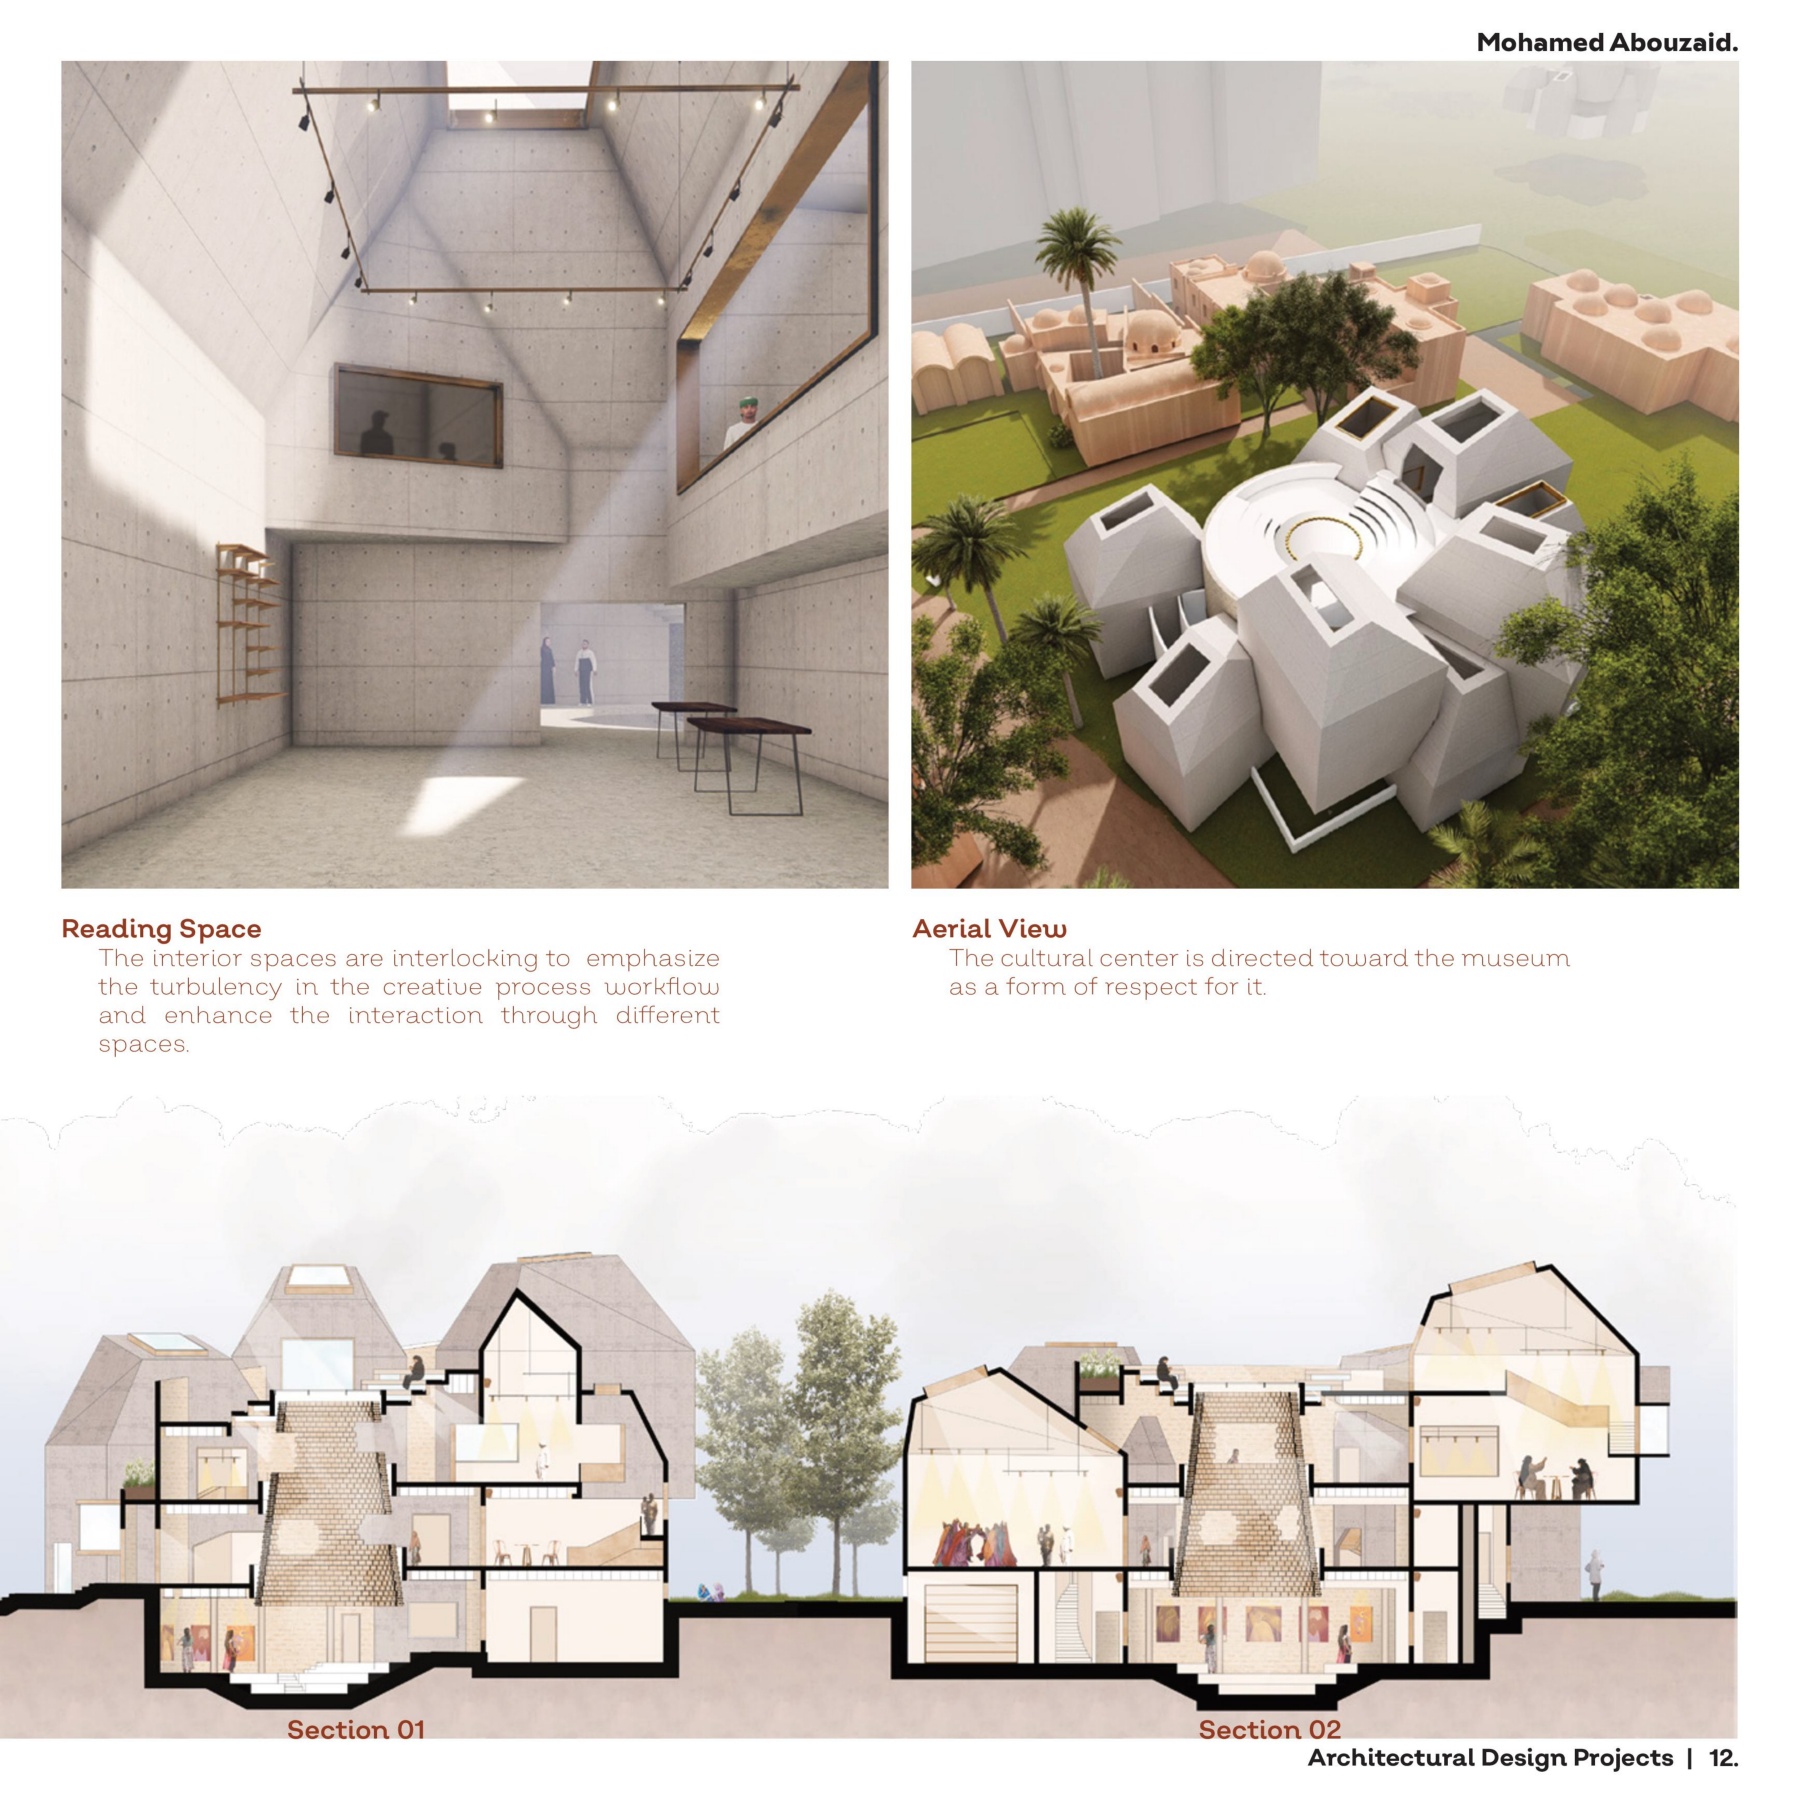 Mohamed Abouzaid.
Reading Space
The interior spaces are interlocking to emphasize
the turbulency in the creative process workflow
and enhance the interaction through different
spaces.
Aerial View
The cultural center is directed toward the museum
as a form of respect for it.
Section 01
Section 02
Architectural Design Projects | 12.